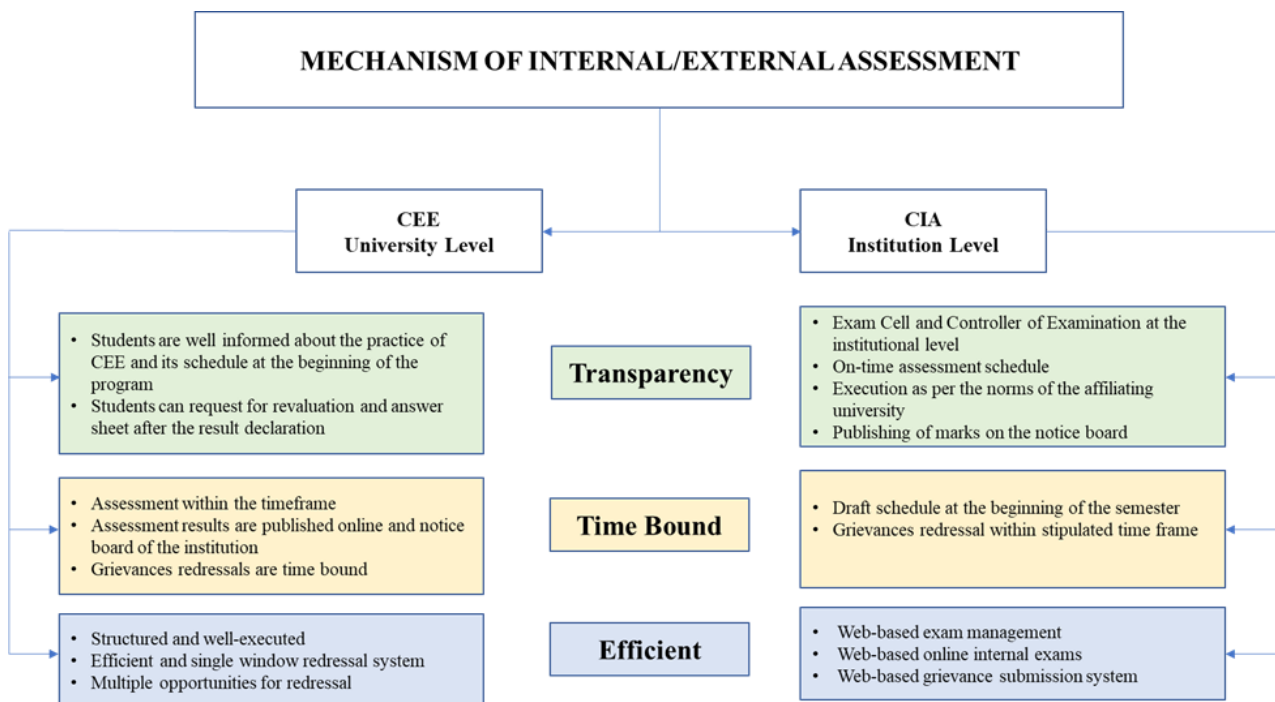 MECHANISM OF INTERNAL/EXTERNAL ASSESSMENT
CEE
University Level
CIA
Institution Level
• Students are well informed about the practice of
CEE and its schedule at the beginning of the
program
• Students can request for revaluation and answer
sheet after the result declaration
Transparency
• Exam Cell and Controller of Examination at the
institutional level
• On-time assessment schedule
• Execution as per the norms of the affiliating
university
• Publishing of marks on the notice board
• Assessment within the timeframe
• Assessment results are published online and notice
board of the institution
• Grievances redressals are time bound
Time Bound
• Draft schedule at the beginning of the semester
• Grievances redressal within stipulated time frame
• Structured and well-executed
• Efficient and single window redressal system
• Multiple opportunities for redressal
Efficient
• Web-based exam management
• Web-based online internal exams
• Web-based grievance submission system